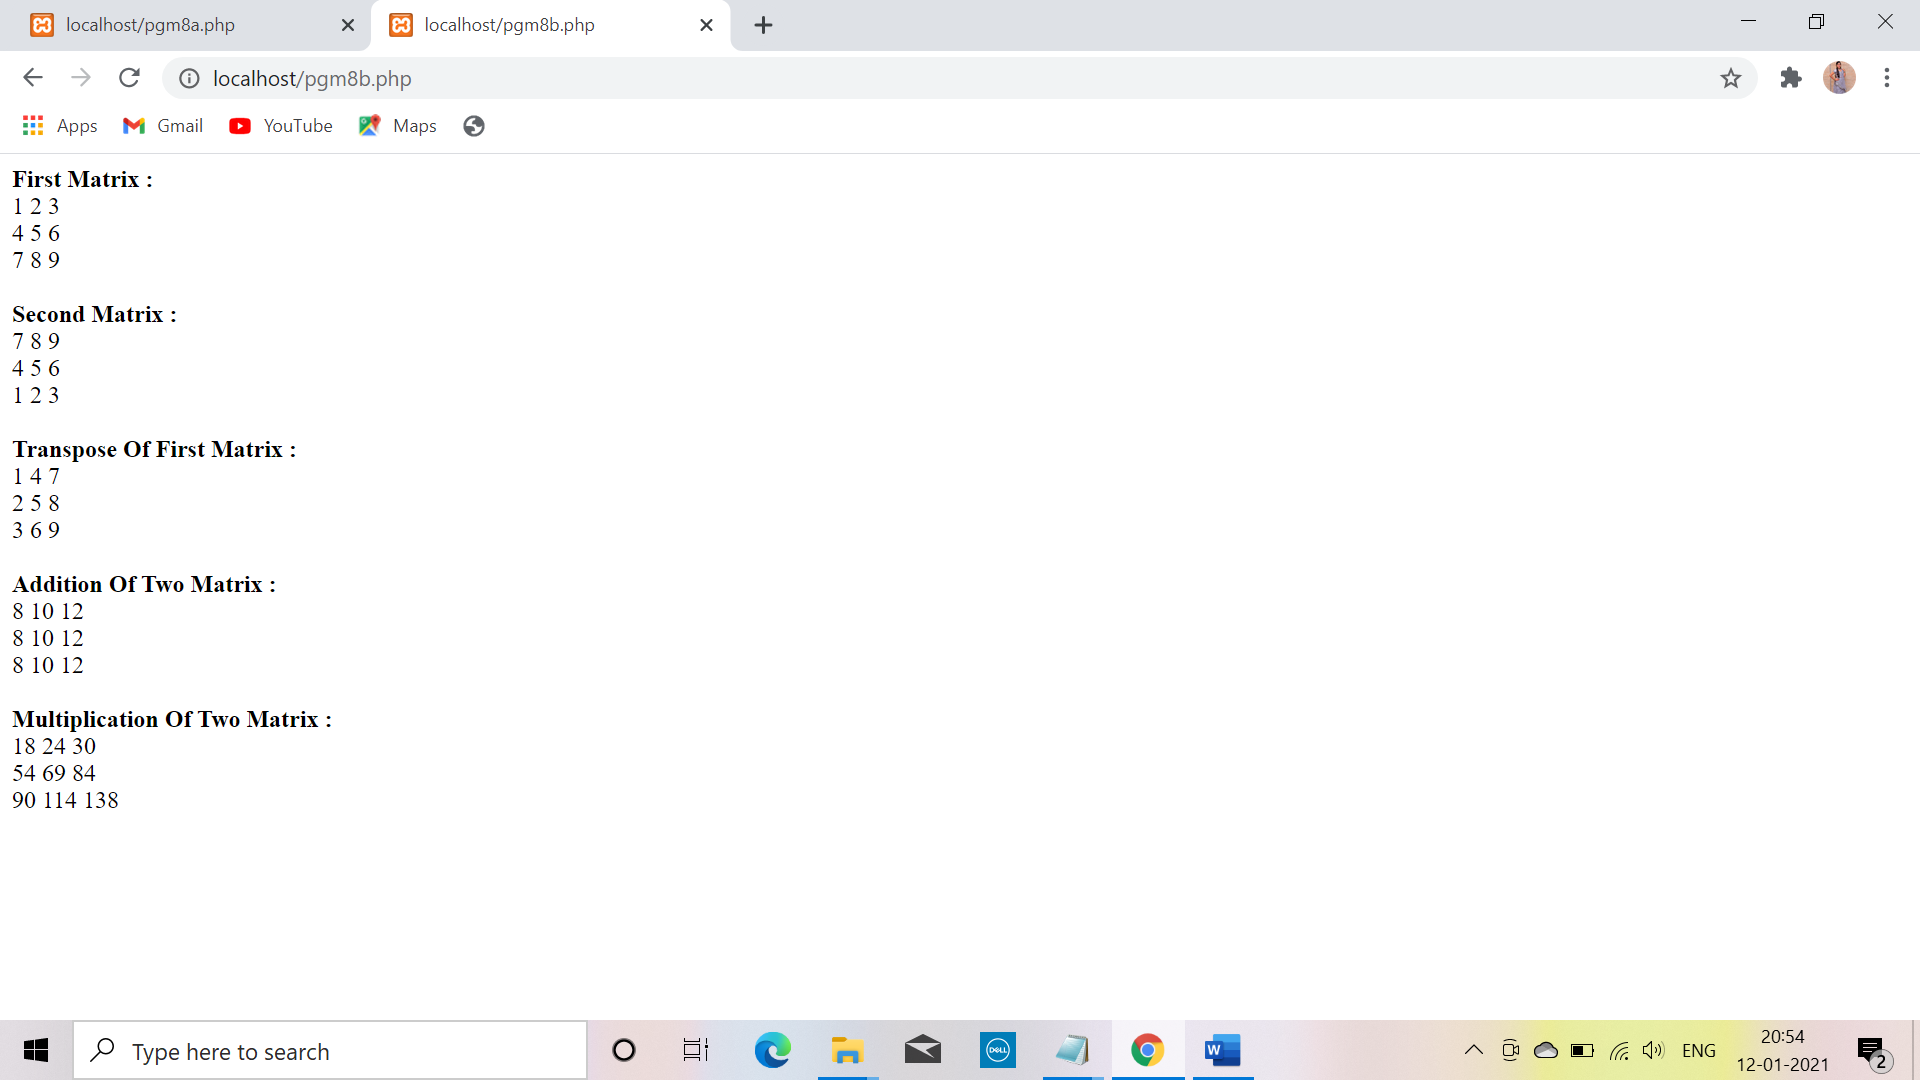 localhost/pgm8a.php
localhost/pgm8b.php
localhost/pgm8b.php
Apps Gmail YouTube Maps
First Matrix :
1 2 3
4 5 6
7 8 9
Second Matrix :
7 8 9
4 5 6
1 2 3
Transpose Of First Matrix :
1 4 7
2 5 8
3 6 9
Addition Of Two Matrix :
8 10 12
8 10 12
8 10 12
Multiplication Of Two Matrix :
18 24 30
54 69 84
90 114 138
Type here to search
DELL
W
ENG
20:54
12-01-2021
2